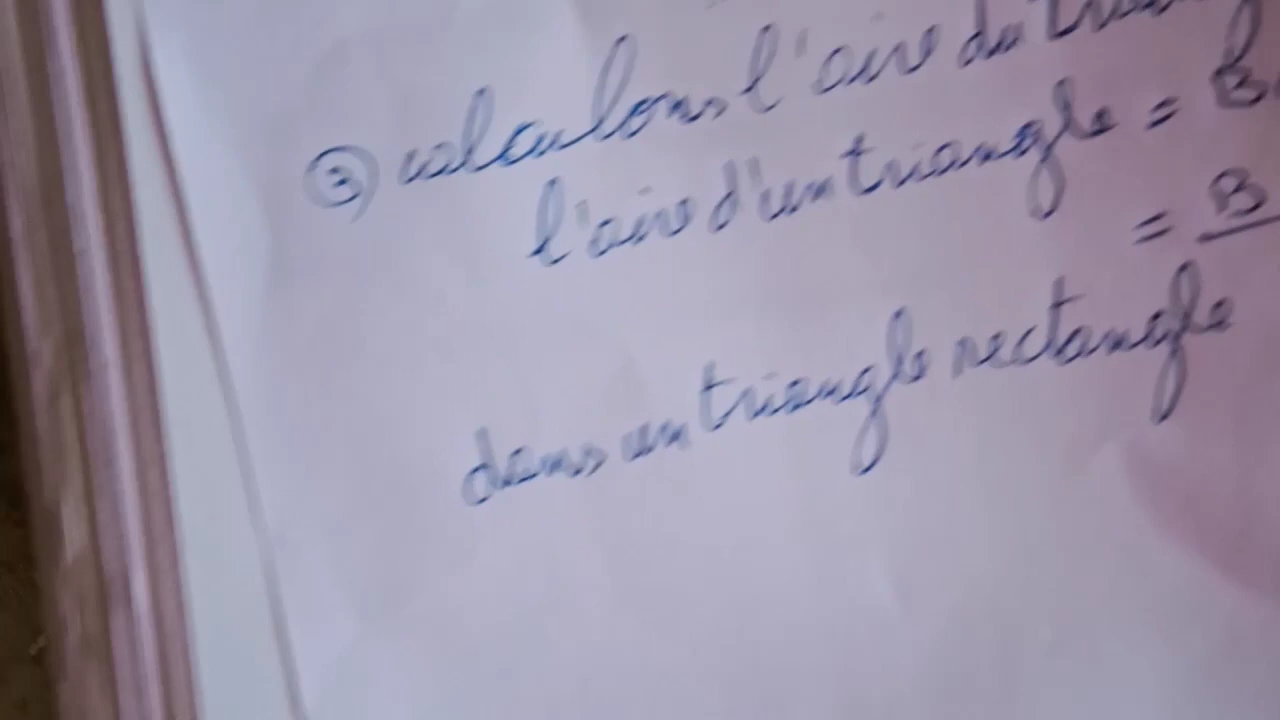 ③ calculons l'aire du
l'aire d'un triangle = B
= B
dans un triangle rectangle